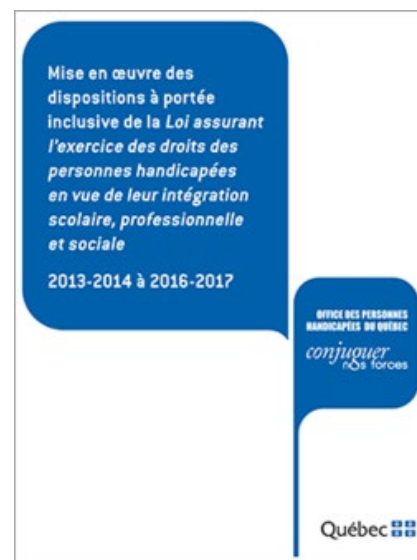 Mise en œuvre des
dispositions à portée
inclusive de la Loi assurant
l'exercice des droits des
personnes handicapées
en vue de leur intégration
scolaire, professionnelle
et sociale
2013-2014 à 2016-2017
OFFICE DES PERSONNES
HANDICAPÉES DU QUÉBEC
conjuguer
nos forces
Québec